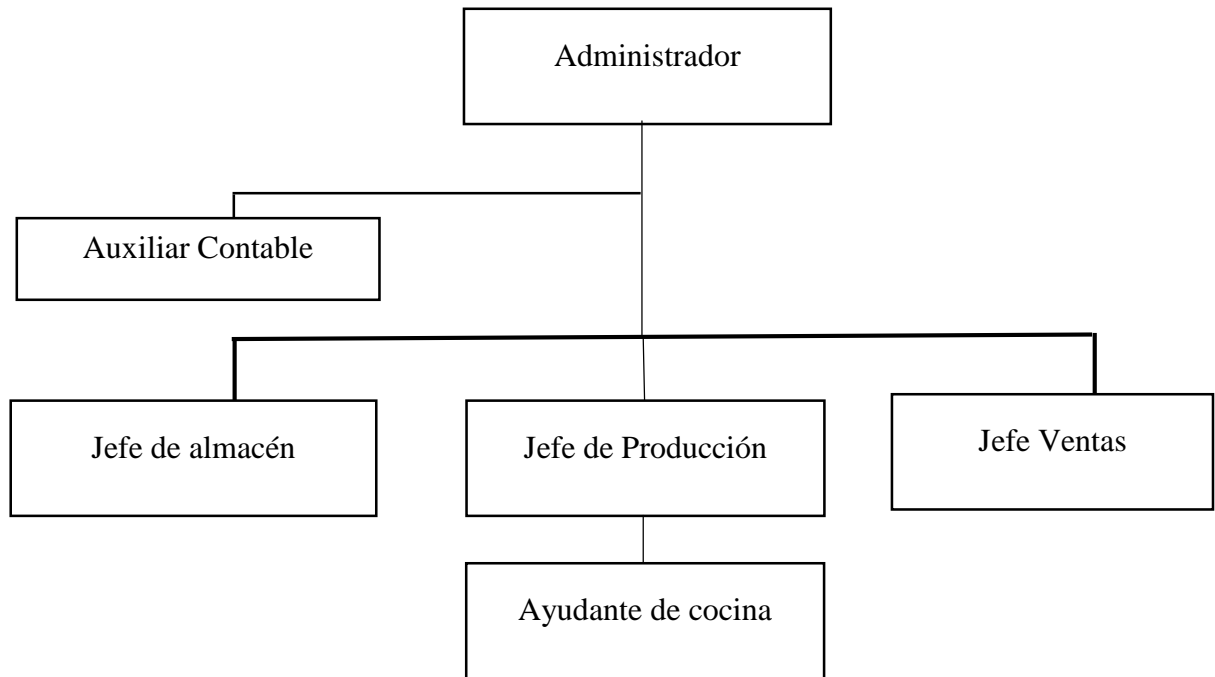 Administrador
Auxiliar Contable
Jefe de almacén
Jefe de Producción
Jefe Ventas
Ayudante de cocina